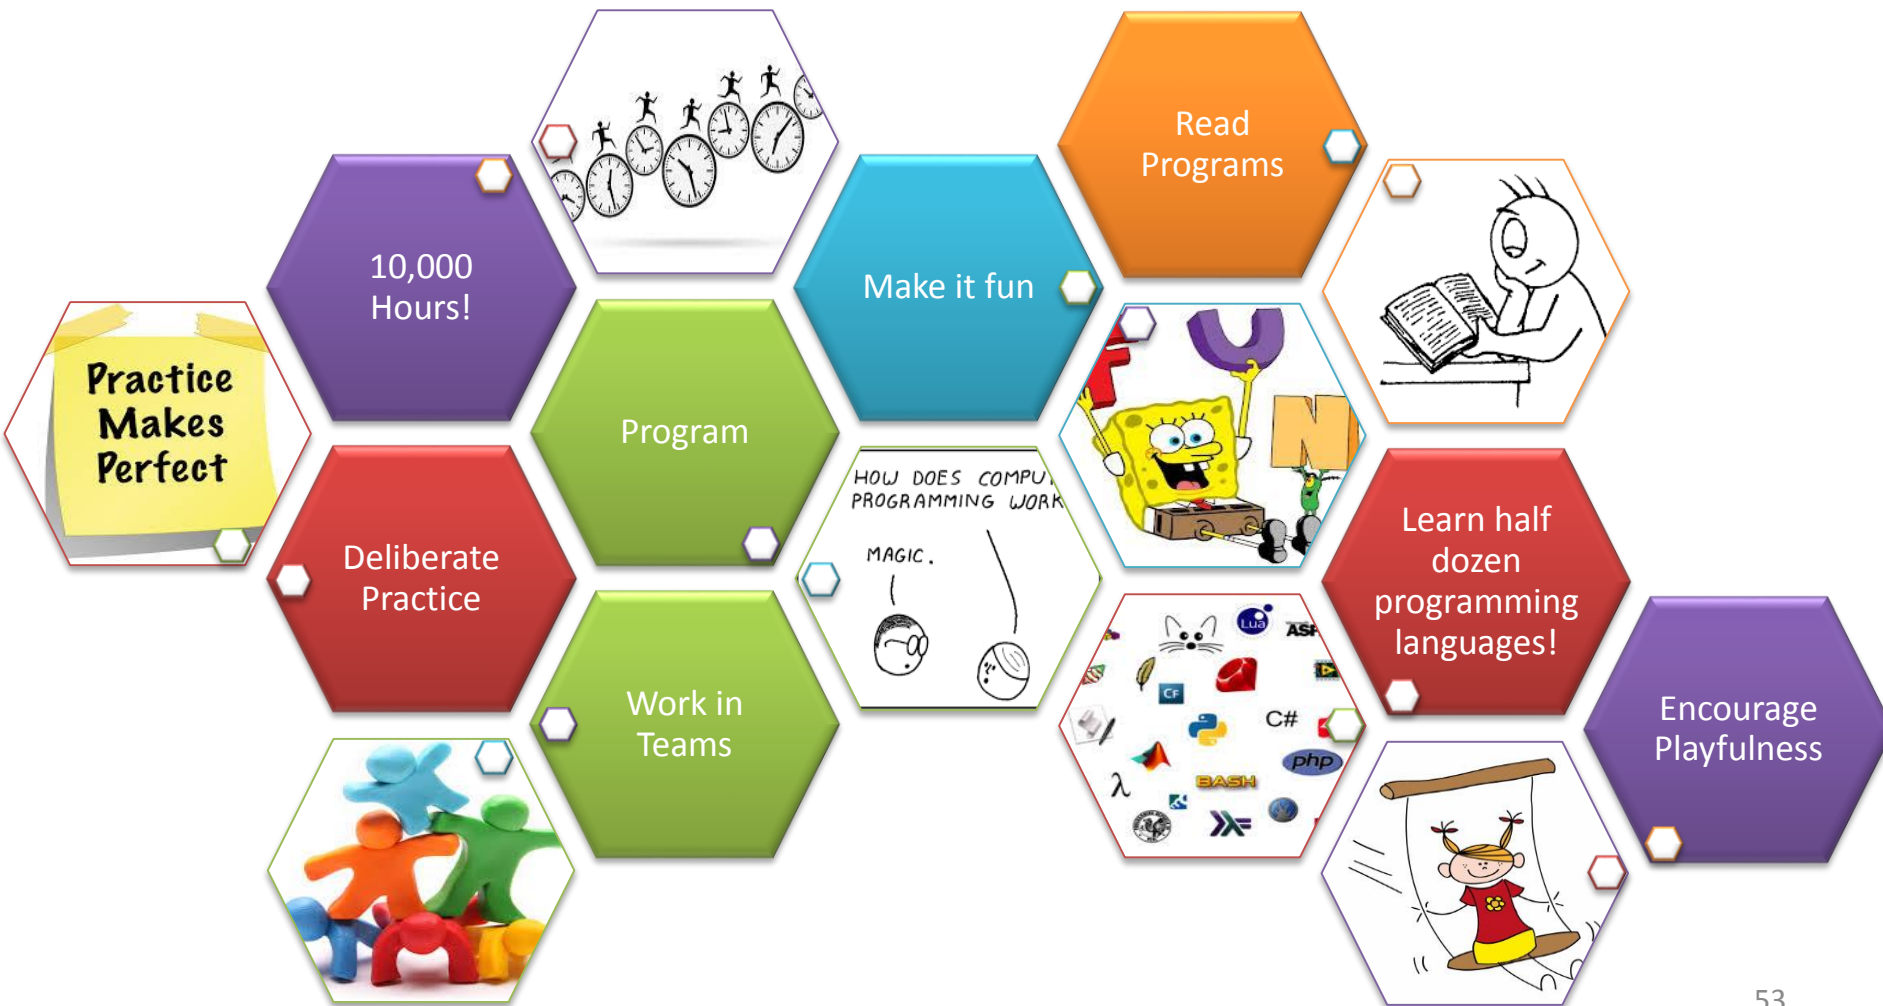 Read
Programs
10,000
Hours!
Make it fun
Practice
Makes
Perfect
Program
F
U
N
HOW DOES COMPU
PROGRAMMING WORK
MAGIC.
Deliberate
Practice
Learn half
dozen
programming
languages!
Lua
ASP
CF
C#
php
BASH
λ
Work in
Teams
Encourage
Playfulness
53